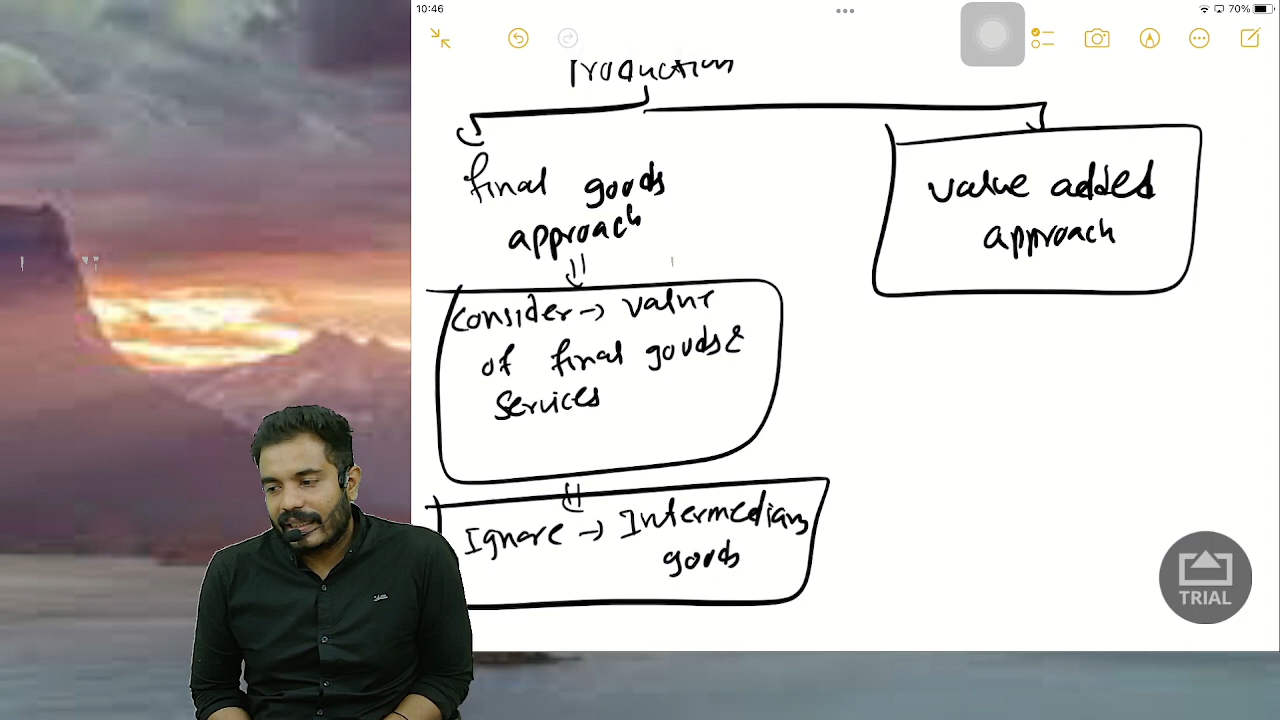 10:46
70%
Production
final goods
approach
value added
approach
Consider → value
of final goods &
Services
Ignore → Intermediary
goods
TRIAL